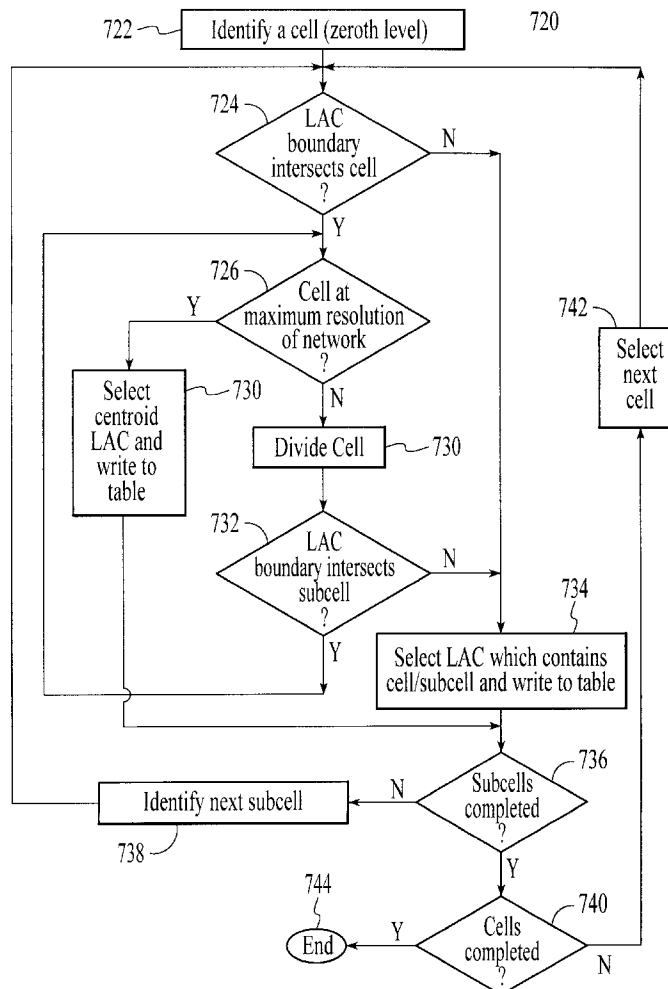 722
Identify a cell (zeroth level)
720
724
LAC
boundary
intersects cell
?
N
Y
726
Cell at
maximum resolution
of network
?
Y
N
742
Select
next
cell
730
Select
centroid
LAC and
write to
table
Divide Cell
730
732
LAC
boundary intersects
subcell
?
N
Y
734
Select LAC which contains
cell/subcell and write to table
736
Subcells
completed
?
N
Y
Identify next subcell
738
744
End
740
Cells
completed
?
Y
N